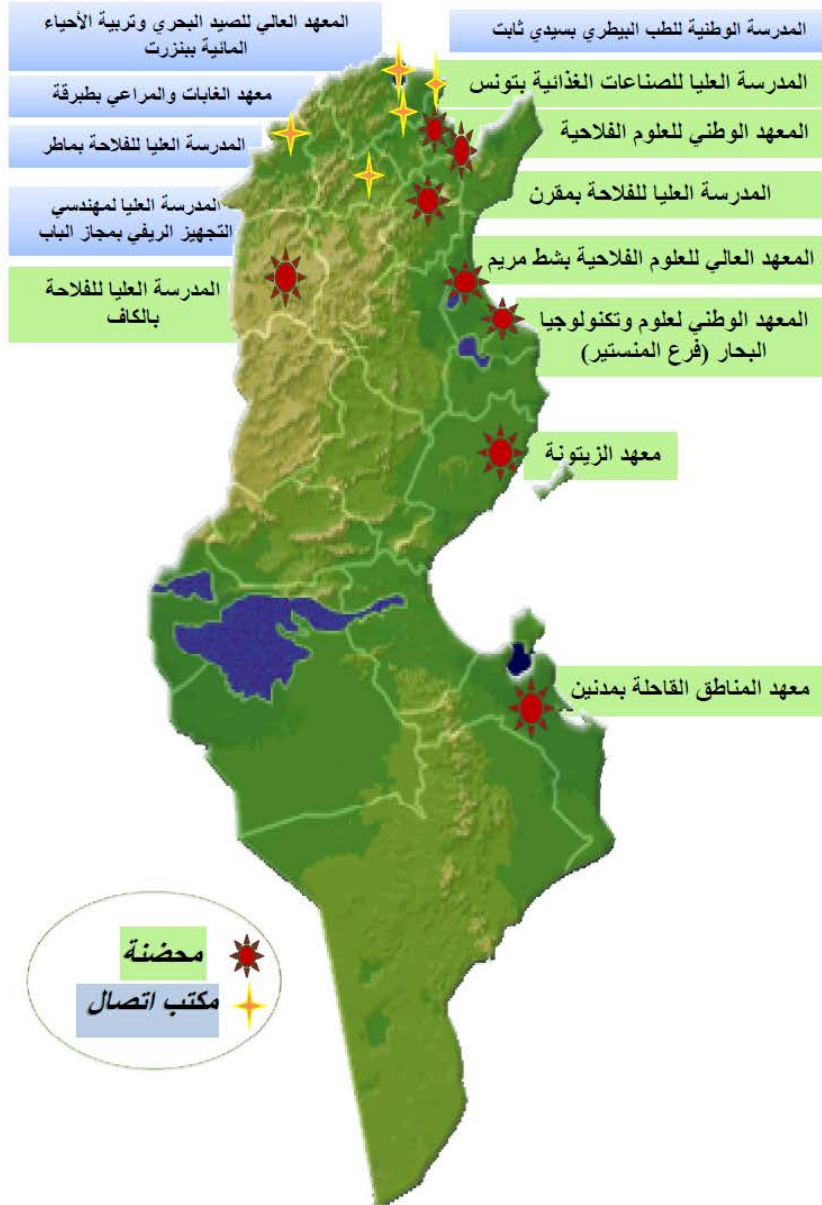 المدرسة الوطنية للطب البيطري بسيدي ثابت
المدرسة العليا للصناعات الغذائية بتونس
المعهد الوطني للعلوم الفلاحية
المدرسة العليا للفلاحة بمقرن
المعهد العالي للعلوم الفلاحية بشط مريم
المعهد الوطني لعلوم وتكنولوجيا
البحار (فرع المنستير)
معهد الزيتونة
معهد المناطق القاحلة بمدنين
المعهد العالي للصيد البحري وتربية الأحياء
المائية ببنزرت
معهد الغابات والمراعي بطبرقة
المدرسة العليا للفلاحة بماطر
المدرسة العليا لمهندسي
التجهيز الريفي بمجاز الباب
المدرسة العليا للفلاحة
بالكاف
محضنة
مكتب اتصال